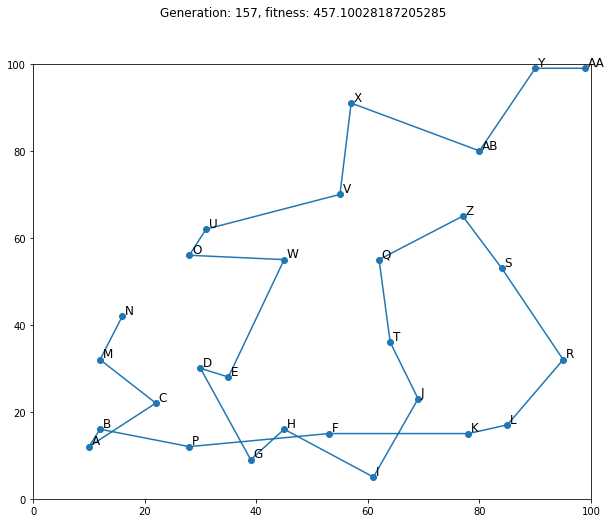 Generation: 157, fitness: 457.10028187205285
100
Y
AA
X
AB
80
V
Z
U
60
O
W
Q
S
N
40
T
M
R
D
E
J
C
20
B
H
L
A
P
F
K
G
I
0
0 20 40 60 80 100